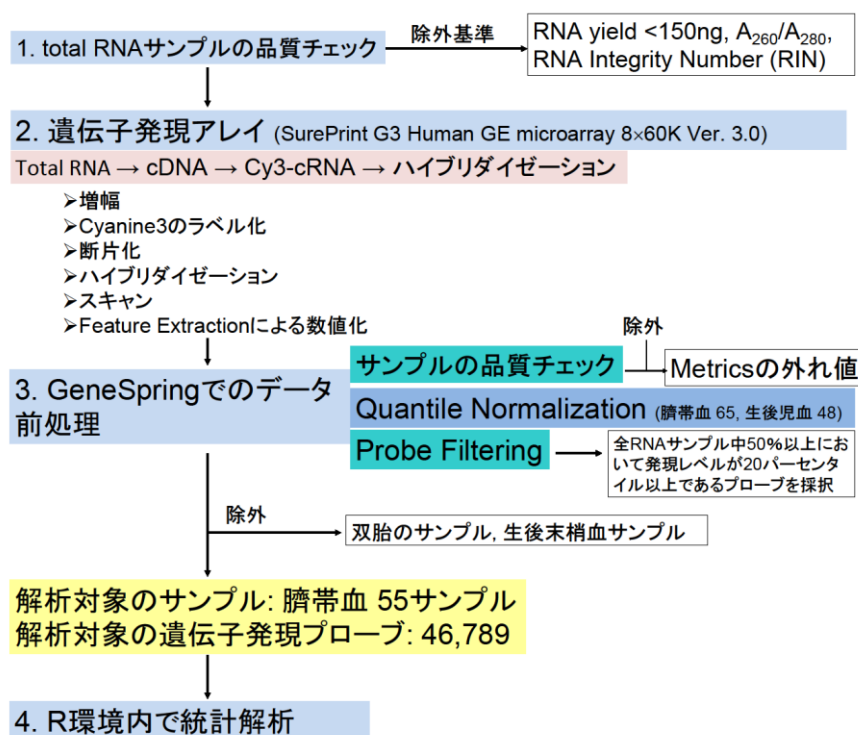 1. total RNAサンプルの品質チェック
除外基準
RNA yield <150ng, A260/A280,
RNA Integrity Number (RIN)
2. 遺伝子発現アレイ (SurePrint G3 Human GE microarray 8×60K Ver. 3.0)
Total RNA → cDNA → Cy3-cRNA → ハイブリダイゼーション
➤増幅
➤Cyanine3のラベル化
➤断片化
➤ハイブリダイゼーション
➤スキャン
➤Feature Extractionによる数値化
3. GeneSpringでのデータ
前処理
サンプルの品質チェック
除外
Metricsの外れ値
Quantile Normalization (臍帯血 65, 生後児血 48)
Probe Filtering
全RNAサンプル中50%以上にお
いて発現レベルが20パーセンタ
イル以上であるプローブを採択
除外
双胎のサンプル, 生後末梢血サンプル
解析対象のサンプル: 臍帯血 55サンプル
解析対象の遺伝子発現プローブ: 46,789
4. R環境内で統計解析